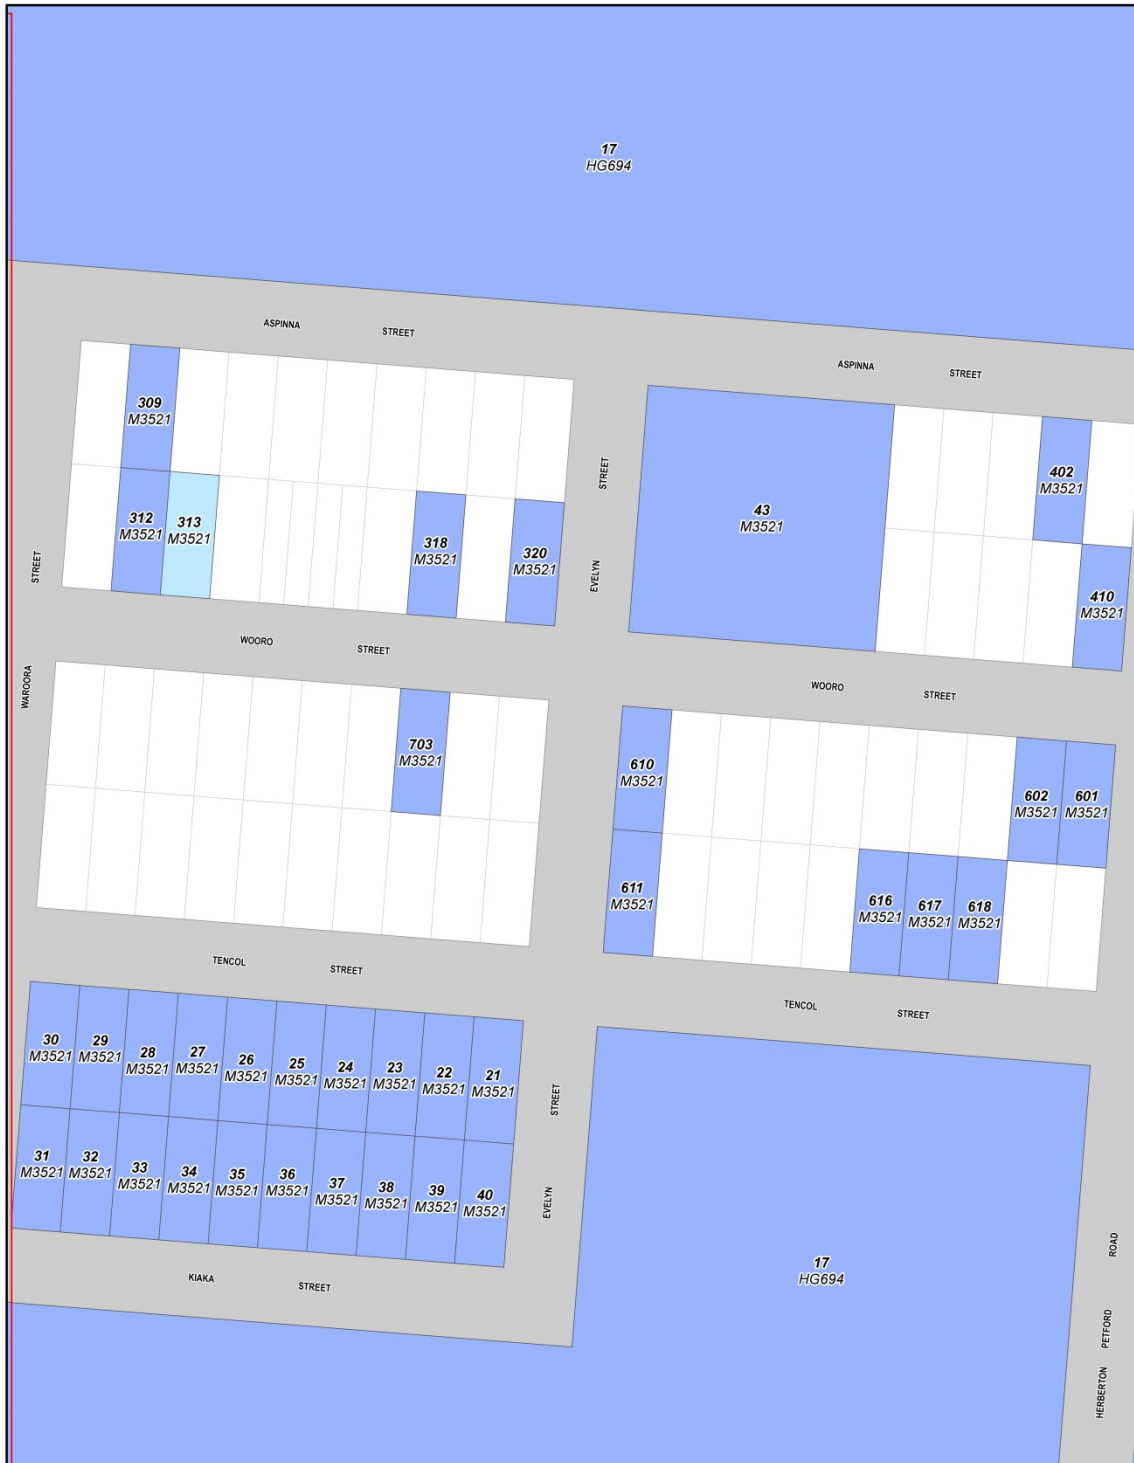 17
HG694
ASPINNA STREET
ASPINNA STREET
309
M3521
402
M3521
312
M3521
313
M3521
318
M3521
320
M3521
43
M3521
410
M3521
STREET
EVELYN
STREET
WAROORA
WOORO STREET
WOORO STREET
703
M3521
610
M3521
602
M3521
601
M3521
611
M3521
616
M3521
617
M3521
618
M3521
TENCOL STREET
TENCOL STREET
30
M3521
29
M3521
28
M3521
27
M3521
26
M3521
25
M3521
24
M3521
23
M3521
22
M3521
21
M3521
31
M3521
32
M3521
33
M3521
34
M3521
35
M3521
36
M3521
37
M3521
38
M3521
39
M3521
40
M3521
EVELYN STREET
KIAKA STREET
17
HG694
HERBERTON PETFORD ROAD